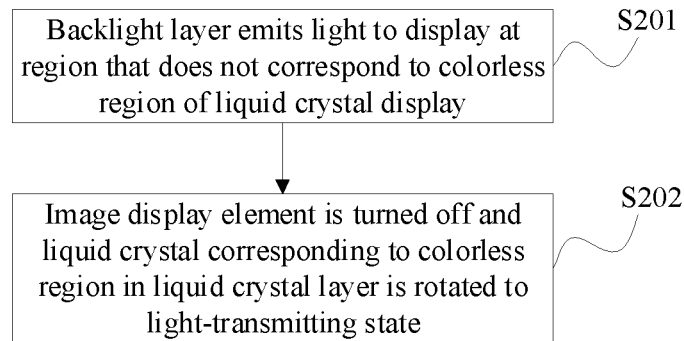 Backlight layer emits light to display at
region that does not correspond to colorless
region of liquid crystal display
S201
Image display element is turned off and
liquid crystal corresponding to colorless
region in liquid crystal layer is rotated to
light-transmitting state
S202